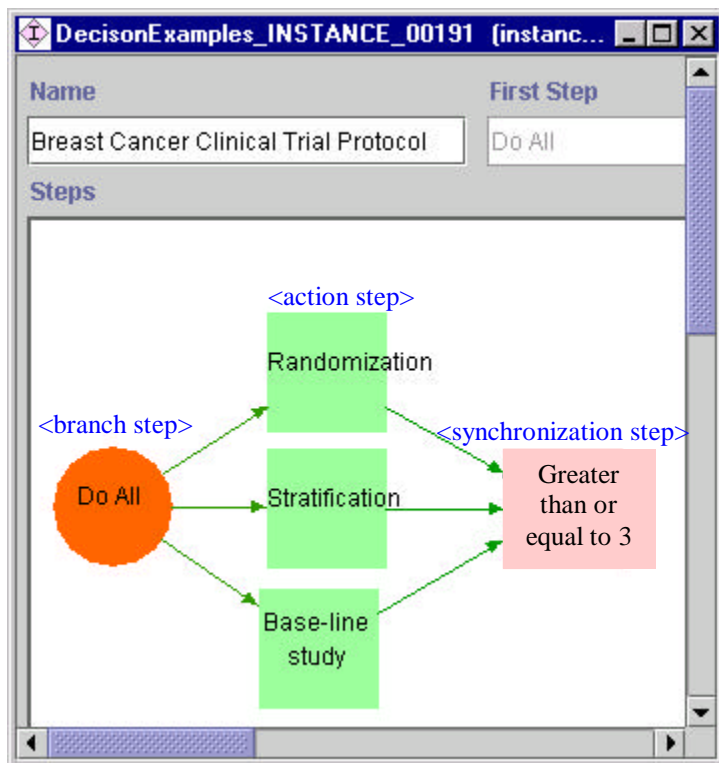 DecisonExamples_INSTANCE_00191 (instanc...
Name
First Step
Breast Cancer Clinical Trial Protocol
Do All
Steps
<action step>
Randomization
<branch step>
<synchronization step>
Do All
Stratification
Greater
than or
equal to 3
Base-line
study